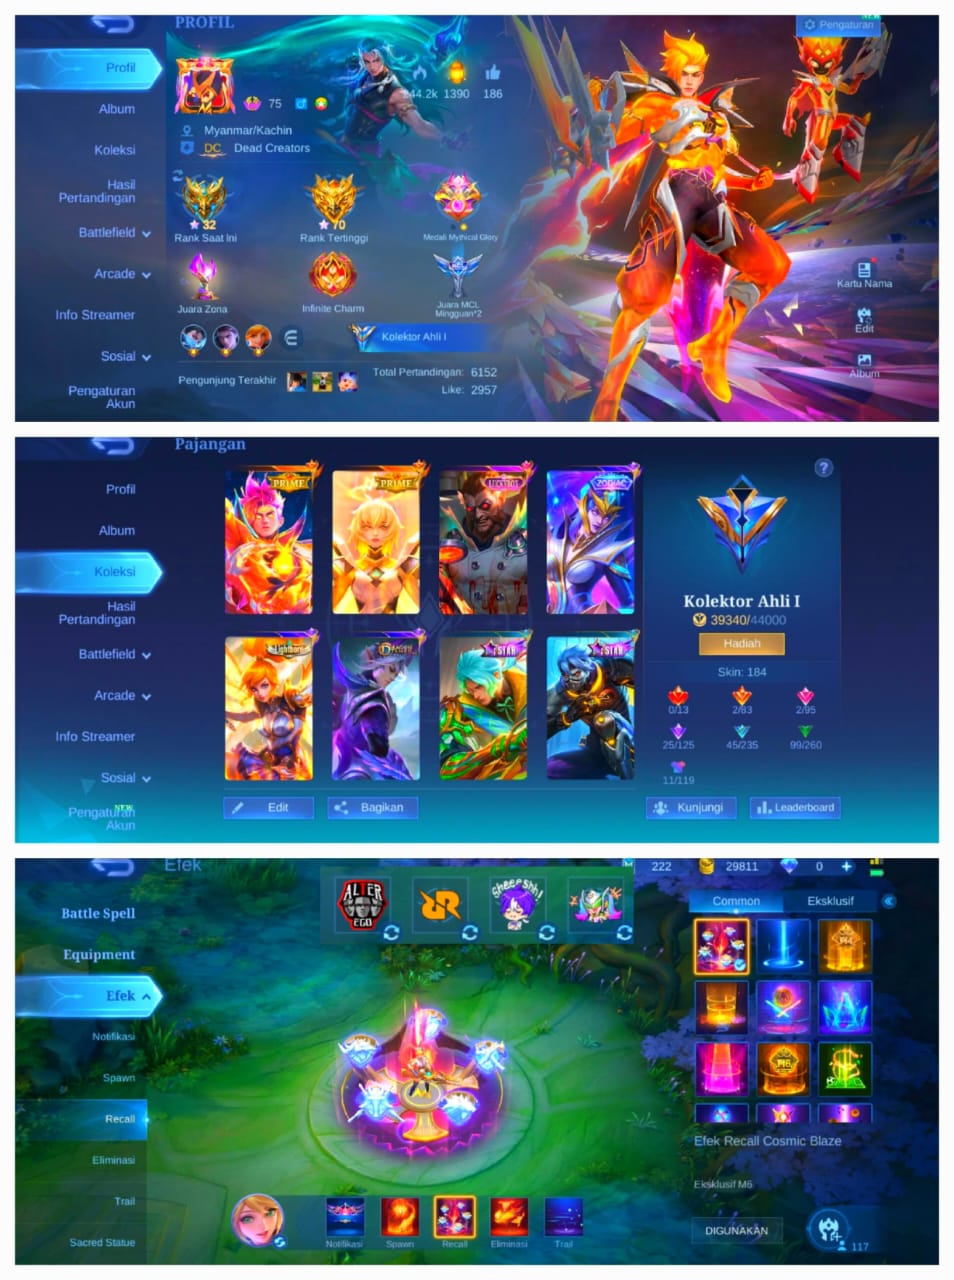 PROFIL
Pengaturan
NEW
Profil
Album
Koleksi
Hasil
Pertandingan
Battlefield
Arcade
Info Streamer
Sosial
Pengaturan
Akun
75
44.2k
1390
186
Myanmar/Kachin
DC Dead Creators
32
Rank Saat Ini
70
Rank Tertinggi
Medali Mythical Glory
Juara Zona
Infinite Charm
Juara MCL
Mingguan*2
Kolektor Ahli I
Pengunjung Terakhir
Total Pertandingan: 6152
Like: 2957
Kartu Nama
Edit
Album
Pajangan
Profil
Album
Koleksi
Hasil
Pertandingan
Battlefield
Arcade
Info Streamer
Sosial
NEW
Pengaturan
Akun
PRIME
PRIME
ZODIAC
Lightborn
STAR
STAR
Edit
Bagikan
?
Kolektor Ahli I
39340/44000
Hadiah
Skin: 184
0/13
2/83
2/95
25/125
45/235
99/260
11/119
Kunjungi
Leaderboard
Efek
222
29811
0
Battle Spell
Equipment
Efek
Notifikasi
Spawn
Recall
Eliminasi
Trail
Sacred Statue
ALTER
EGO
Sheeesh!
Common
Eksklusif
Efek Recall Cosmic Blaze
Eksklusif M6
DIGUNAKAN
117
Notifikasi
Spawn
Recall
Eliminasi
Trail